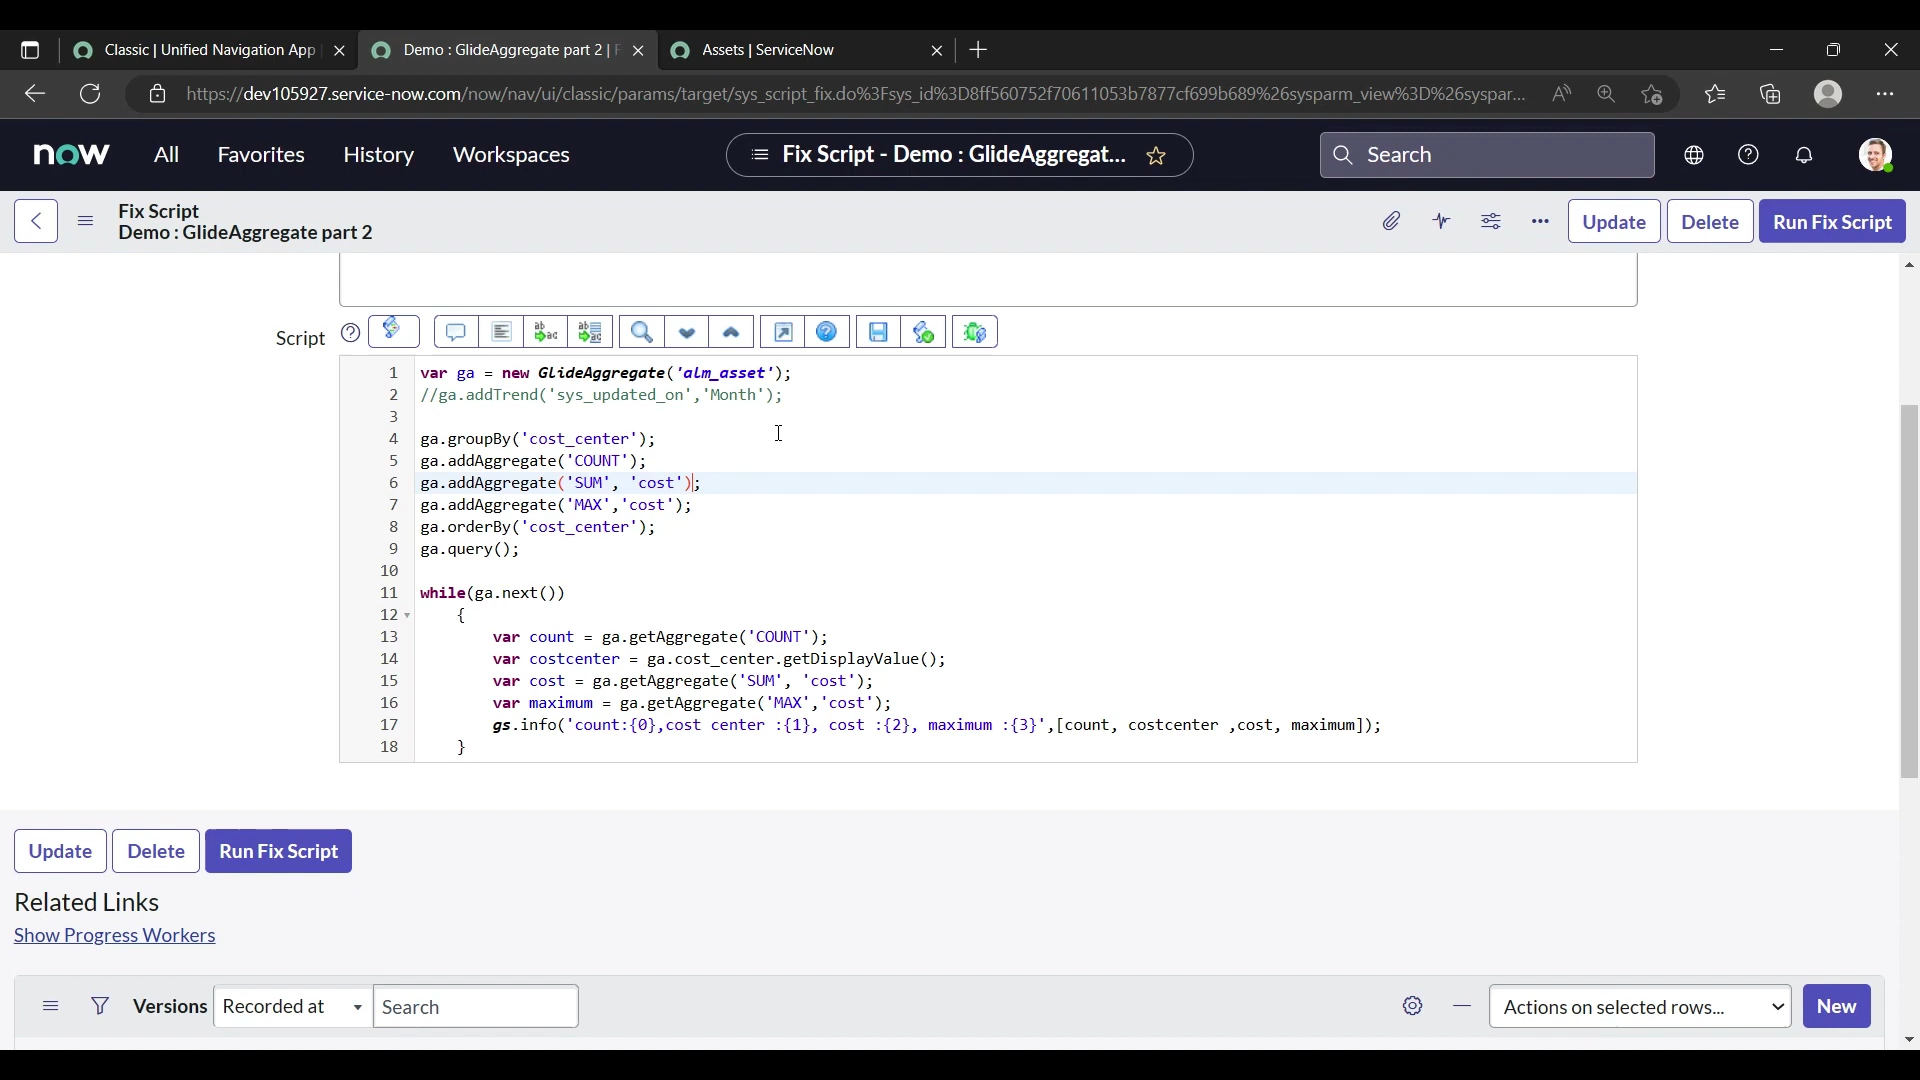 Classic | Unified Navigation App
Demo : GlideAggregate part 2 | F
Assets | ServiceNow
https://dev105927.service-now.com/now/nav/ui/classic/params/target/sys_script_fix.do%3Fsys_id%3D8ff560752f70611053b7877cf699b689%26sysparm_view%3D%26syspar...
now
All
Favorites
History
Workspaces
Fix Script - Demo : GlideAggregat...
Search
Fix Script
Demo : GlideAggregate part 2
Update
Delete
Run Fix Script
Script
1 var ga = new GlideAggregate('alm_asset');
2 //ga.addTrend('sys_updated_on','Month');
3
4 ga.groupBy('cost_center');
5 ga.addAggregate('COUNT');
6 ga.addAggregate('SUM', 'cost');
7 ga.addAggregate('MAX','cost');
8 ga.orderBy('cost_center');
9 ga.query();
10
11 while(ga.next())
12 {
13 var count = ga.getAggregate('COUNT');
14 var costcenter = ga.cost_center.getDisplayValue();
15 var cost = ga.getAggregate('SUM', 'cost');
16 var maximum = ga.getAggregate('MAX','cost');
17 gs.info('count:{0},cost center :{1}, cost :{2}, maximum :{3}',[count, costcenter ,cost, maximum]);
18 }
Update
Delete
Run Fix Script
Related Links
Show Progress Workers
Versions
Recorded at
Search
Actions on selected rows...
New